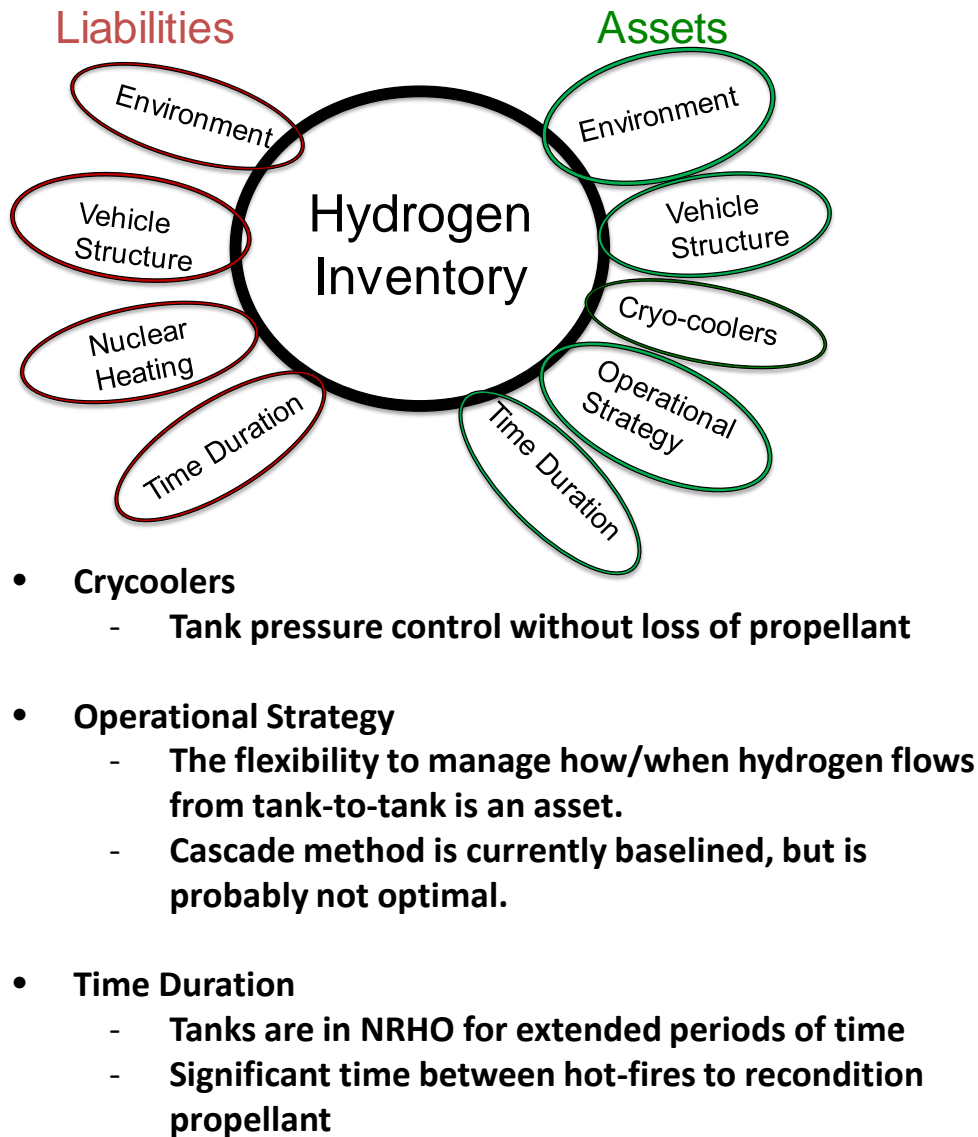 Liabilities
Assets
Environment
Vehicle
Structure
Nuclear
Heating
Time Duration
Hydrogen
Inventory
Environment
Vehicle
Structure
Cryo-coolers
Operational
Strategy
Time Duration
• Crycoolers
- Tank pressure control without loss of propellant
• Operational Strategy
- The flexibility to manage how/when hydrogen flows
from tank-to-tank is an asset.
- Cascade method is currently baselined, but is
probably not optimal.
• Time Duration
- Tanks are in NRHO for extended periods of time
- Significant time between hot-fires to recondition
propellant